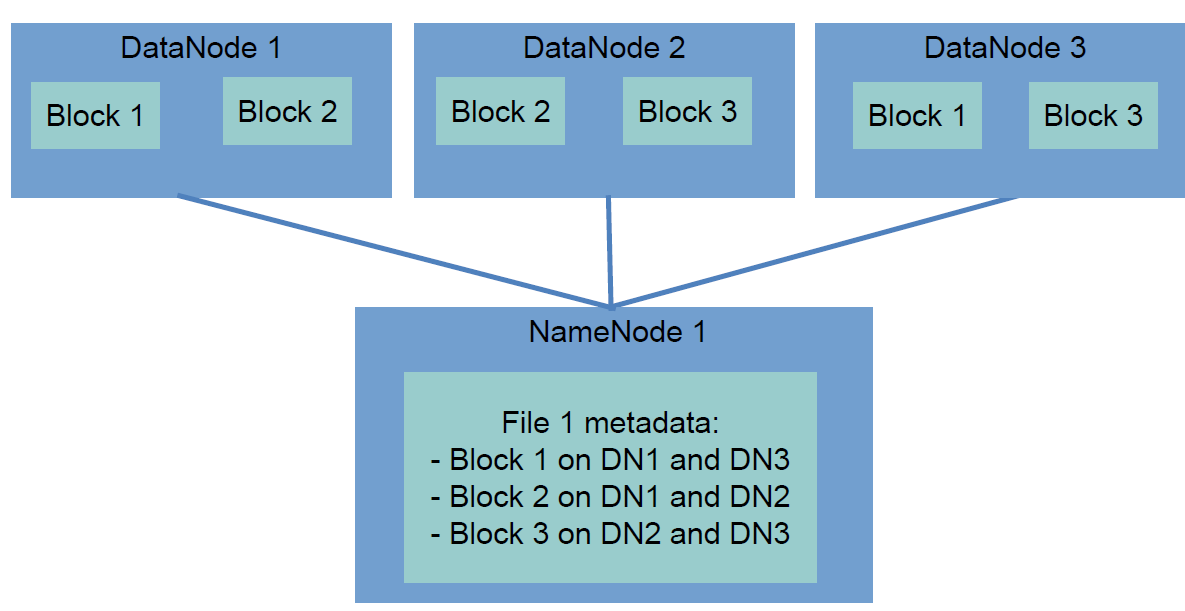 DataNode 1
Block 1
Block 2
DataNode 2
Block 2
Block 3
DataNode 3
Block 1
Block 3
NameNode 1
File 1 metadata:
- Block 1 on DN1 and DN3
- Block 2 on DN1 and DN2
- Block 3 on DN2 and DN3